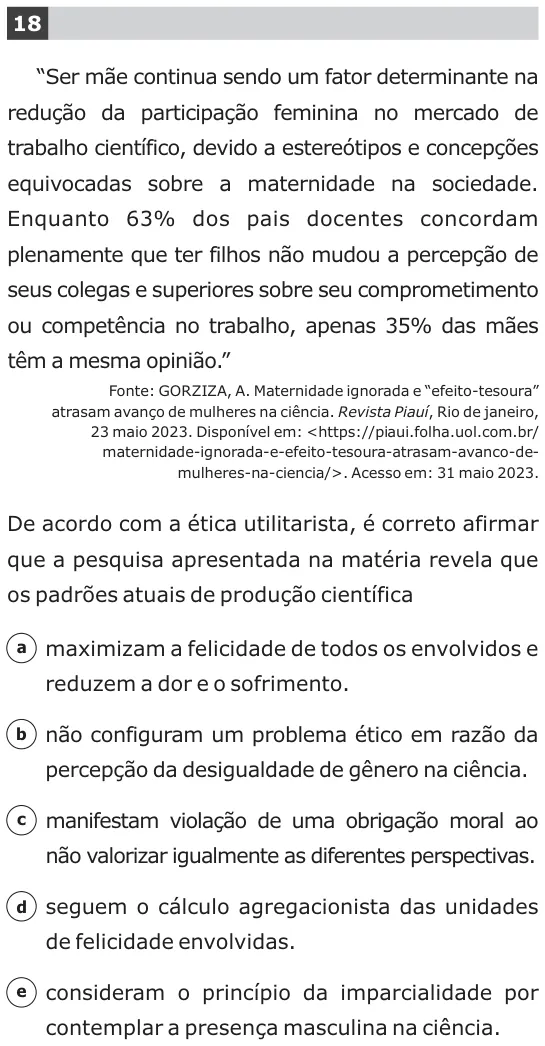 18
“Ser mãe continua sendo um fator determinante na
redução da participação feminina no mercado de
trabalho científico, devido a estereótipos e concepções
equivocadas sobre a maternidade na sociedade.
Enquanto 63% dos pais docentes concordam
plenamente que ter filhos não mudou a percepção de
seus colegas e superiores sobre seu comprometimento
ou competência no trabalho, apenas 35% das mães
têm a mesma opinião.”
Fonte: GORZIZA, A. Maternidade ignorada e “efeito-tesoura”
atrasam avanço de mulheres na ciência. Revista Piauí, Rio de janeiro,
23 maio 2023. Disponível em: <https://piaui.folha.uol.com.br/
maternidade-ignorada-e-efeito-tesoura-atrasam-avanco-de-
mulheres-na-ciencia/>. Acesso em: 31 maio 2023.
De acordo com a ética utilitarista, é correto afirmar
que a pesquisa apresentada na matéria revela que
os padrões atuais de produção científica
a maximizam a felicidade de todos os envolvidos e
reduzem a dor e o sofrimento.
b não configuram um problema ético em razão da
percepção da desigualdade de gênero na ciência.
c manifestam violação de uma obrigação moral ao
não valorizar igualmente as diferentes perspectivas.
d seguem o cálculo agregacionista das unidades
de felicidade envolvidas.
e consideram o princípio da imparcialidade por
contemplar a presença masculina na ciência.